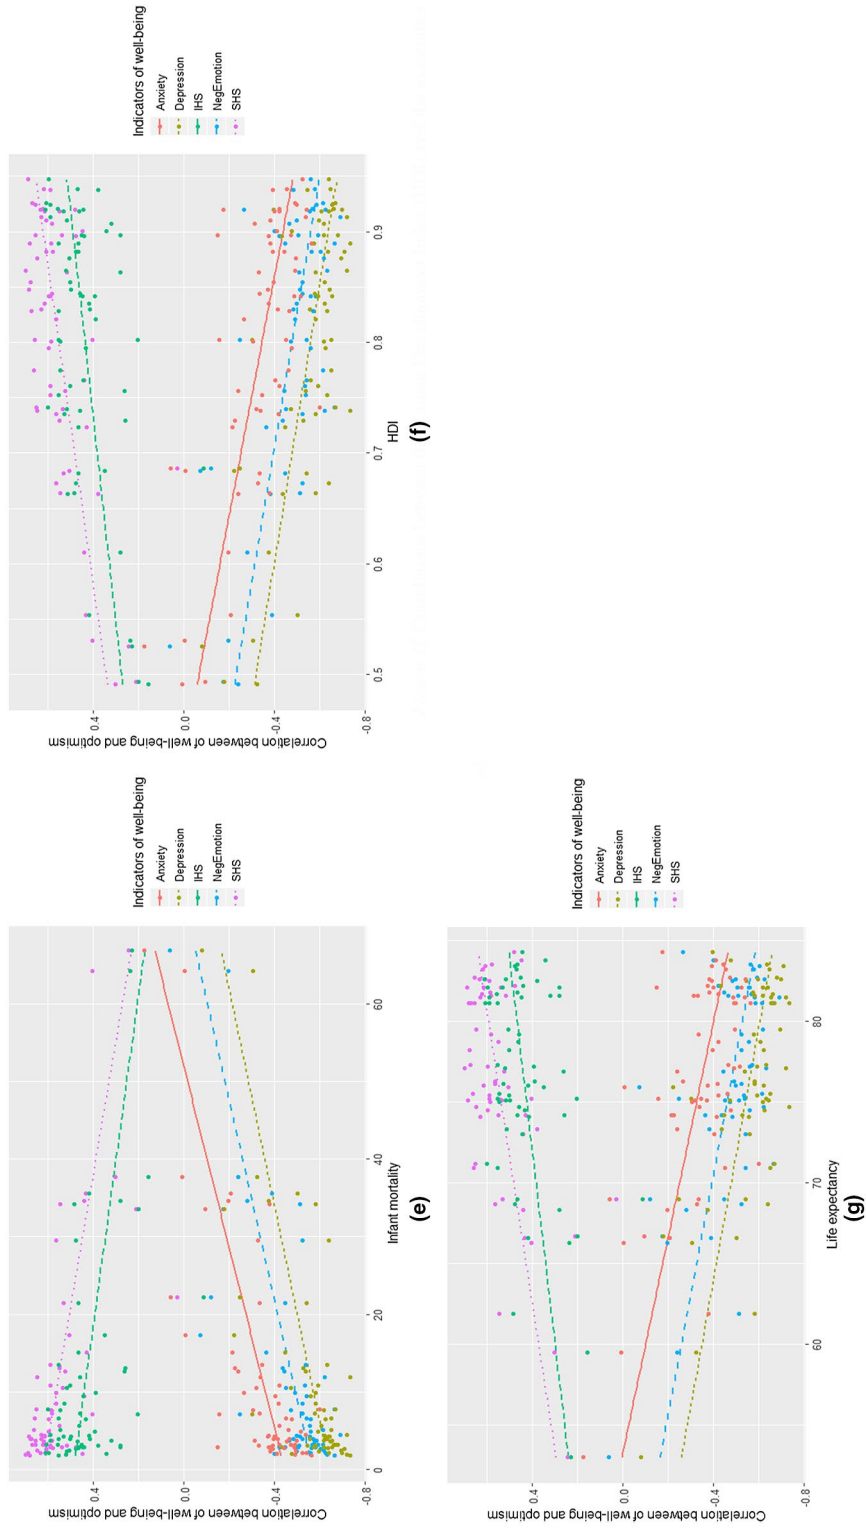 Correlation between of well-being and optimism
0.4
0.0
-0.4
-0.8
0
20
40
60
Infant mortality
Indicators of well-being
Anxiety
Depression
IHS
NegEmotion
SHS
(e)
Correlation between of well-being and optimism
0.4
0.0
-0.4
-0.8
0.5
0.6
0.7
0.8
0.9
HDI
Indicators of well-being
Anxiety
Depression
IHS
NegEmotion
SHS
(f)
Correlation between of well-being and optimism
0.4
0.0
-0.4
-0.8
60
70
80
Life expectancy
Indicators of well-being
Anxiety
Depression
IHS
NegEmotion
SHS
(g)